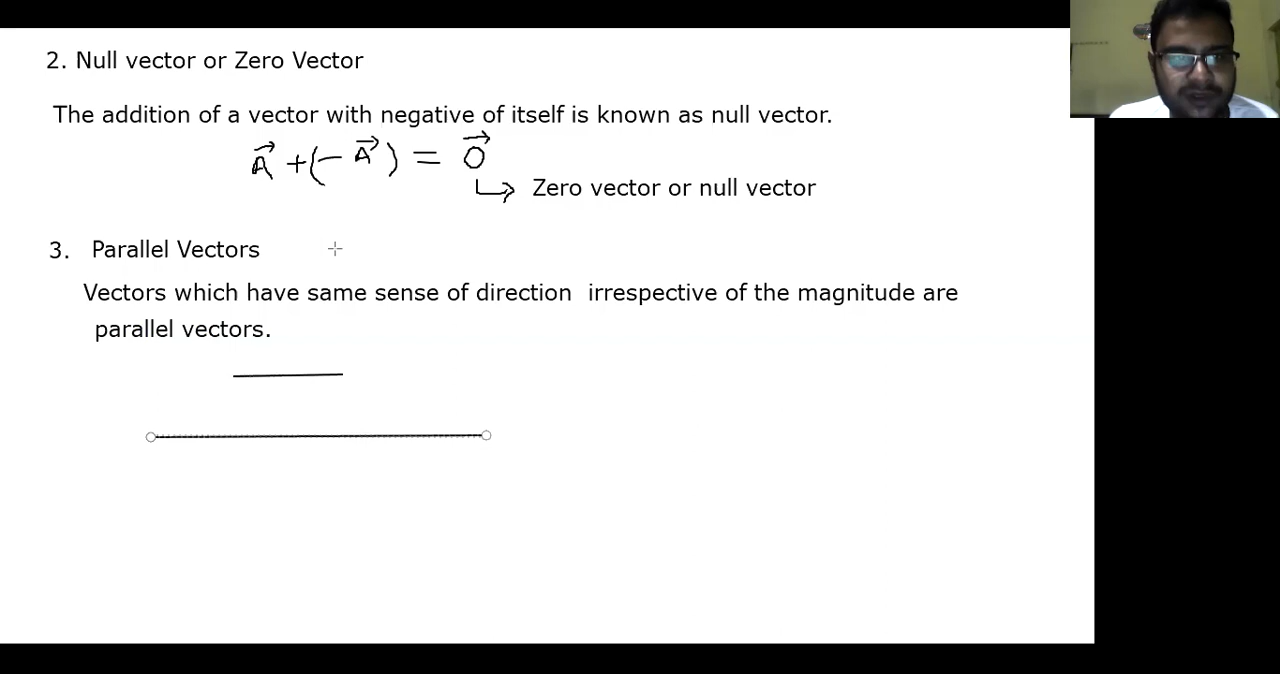 2. Null vector or Zero Vector
The addition of a vector with negative of itself is known as null vector.
A⃗ + (− A⃗ ) = 0⃗
↳ Zero vector or null vector
3. Parallel Vectors
Vectors which have same sense of direction irrespective of the magnitude are
parallel vectors.